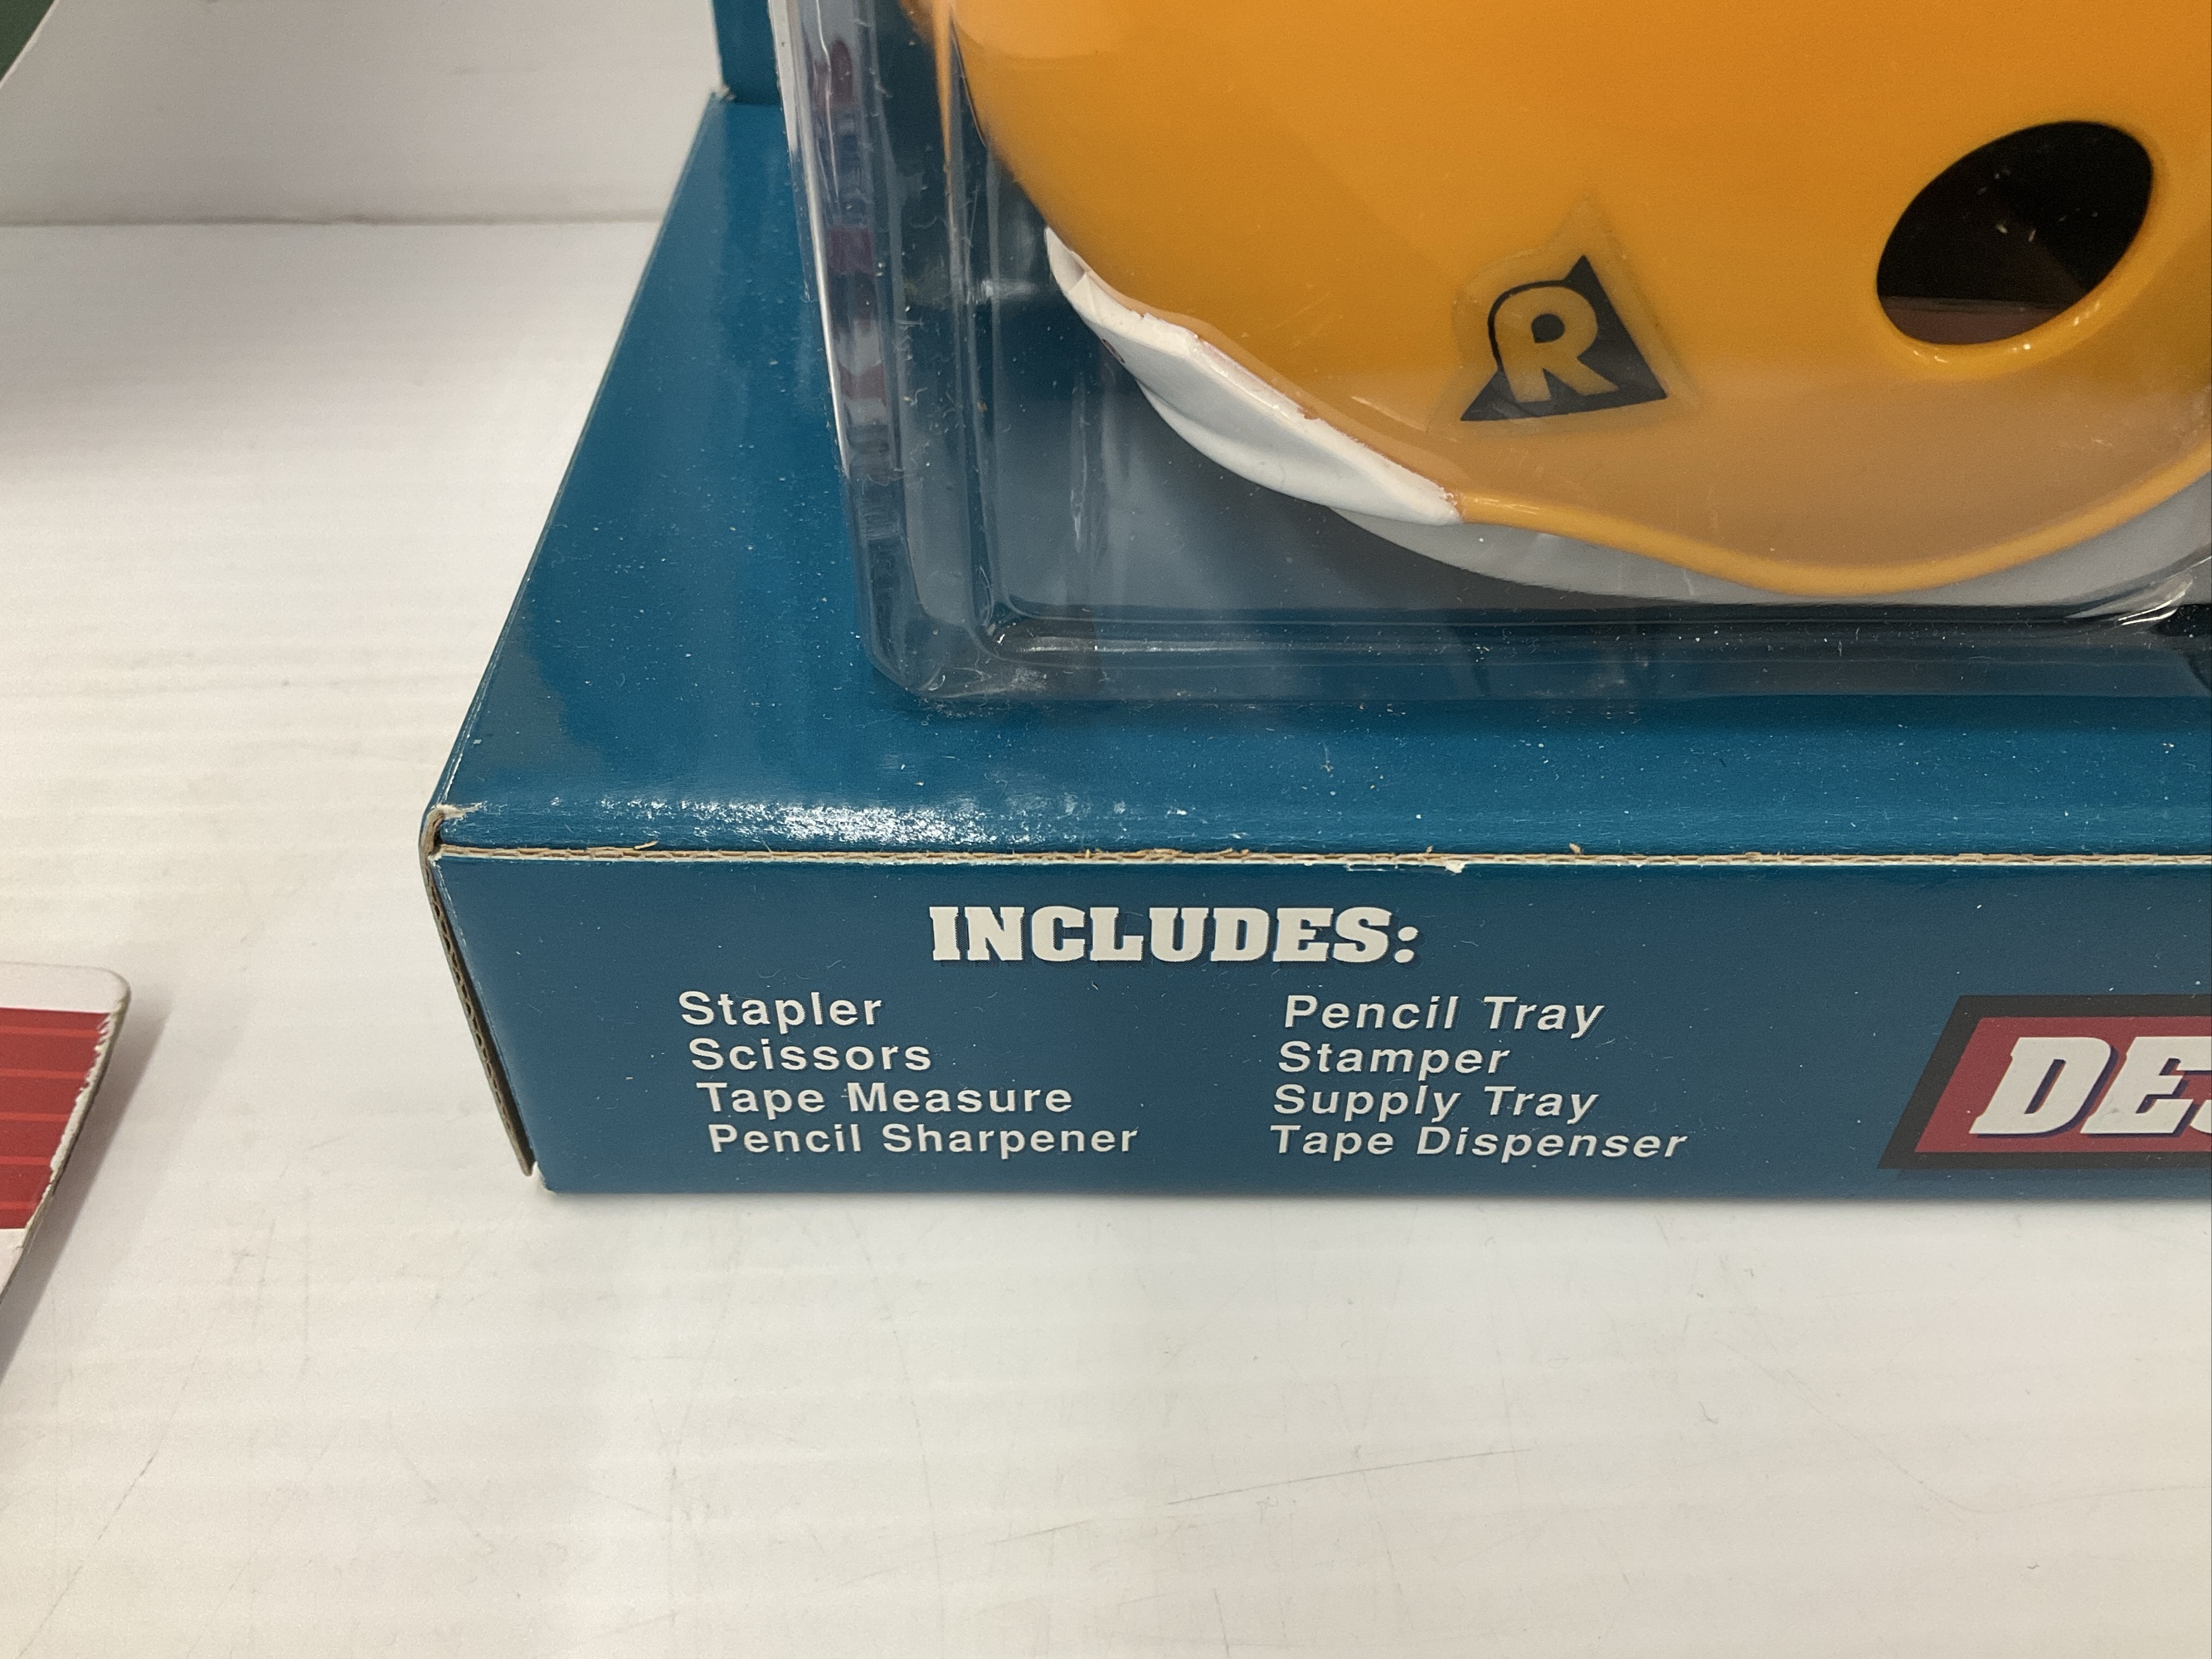 R
INCLUDES:
Stapler
Scissors
Tape Measure
Pencil Sharpener
Pencil Tray
Stamper
Supply Tray
Tape Dispenser